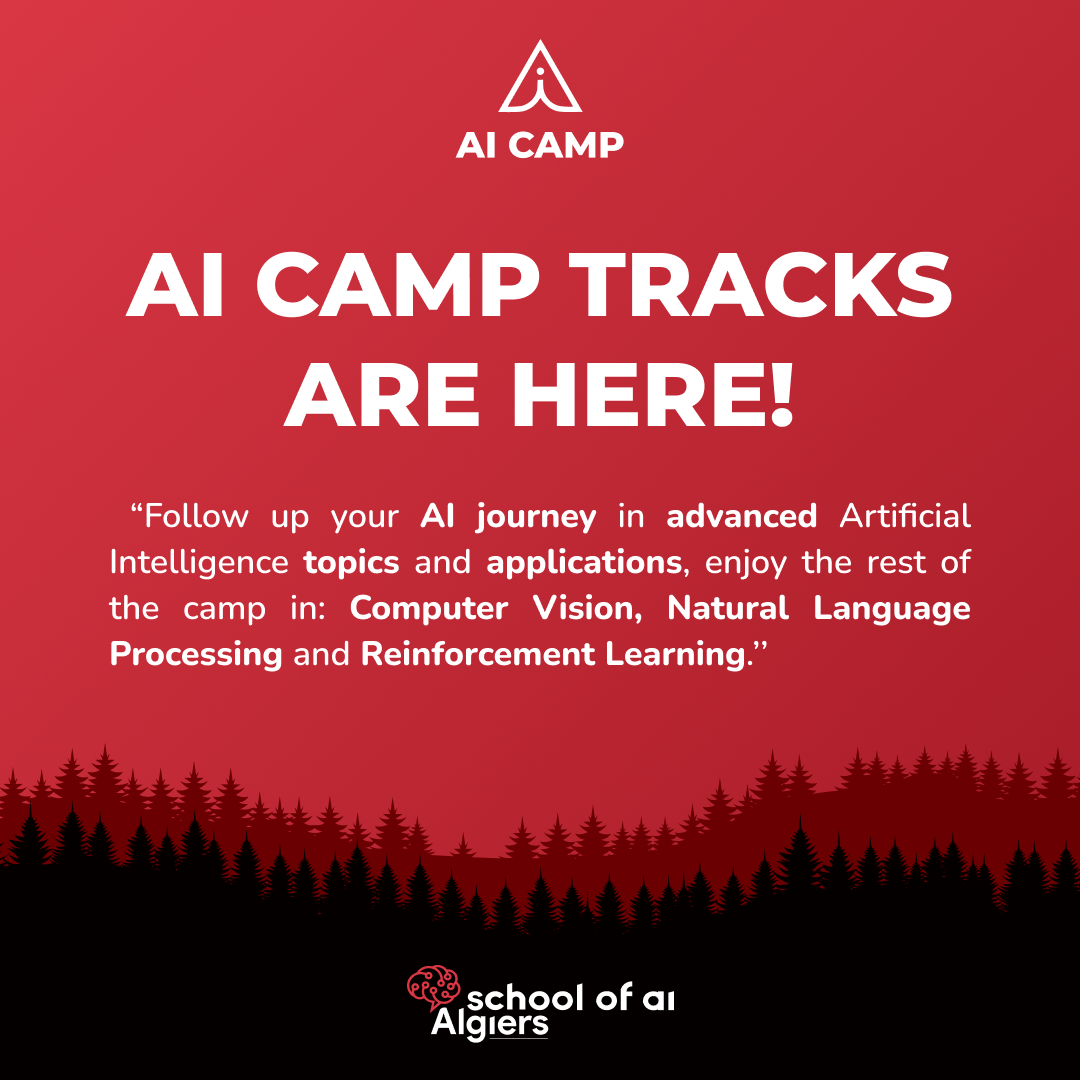 AI CAMP
AI CAMP TRACKS
ARE HERE!
“Follow up your AI journey in advanced Artificial
Intelligence topics and applications, enjoy the rest of
the camp in: Computer Vision, Natural Language
Processing and Reinforcement Learning.’’
school of ai
Algiers